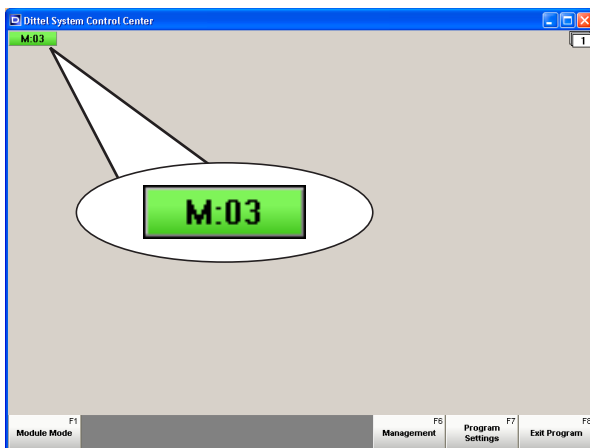 Dittel System Control Center
M:03
1
M:03
F1
Module Mode
F6
Management
F7
Program
Settings
F8
Exit Program